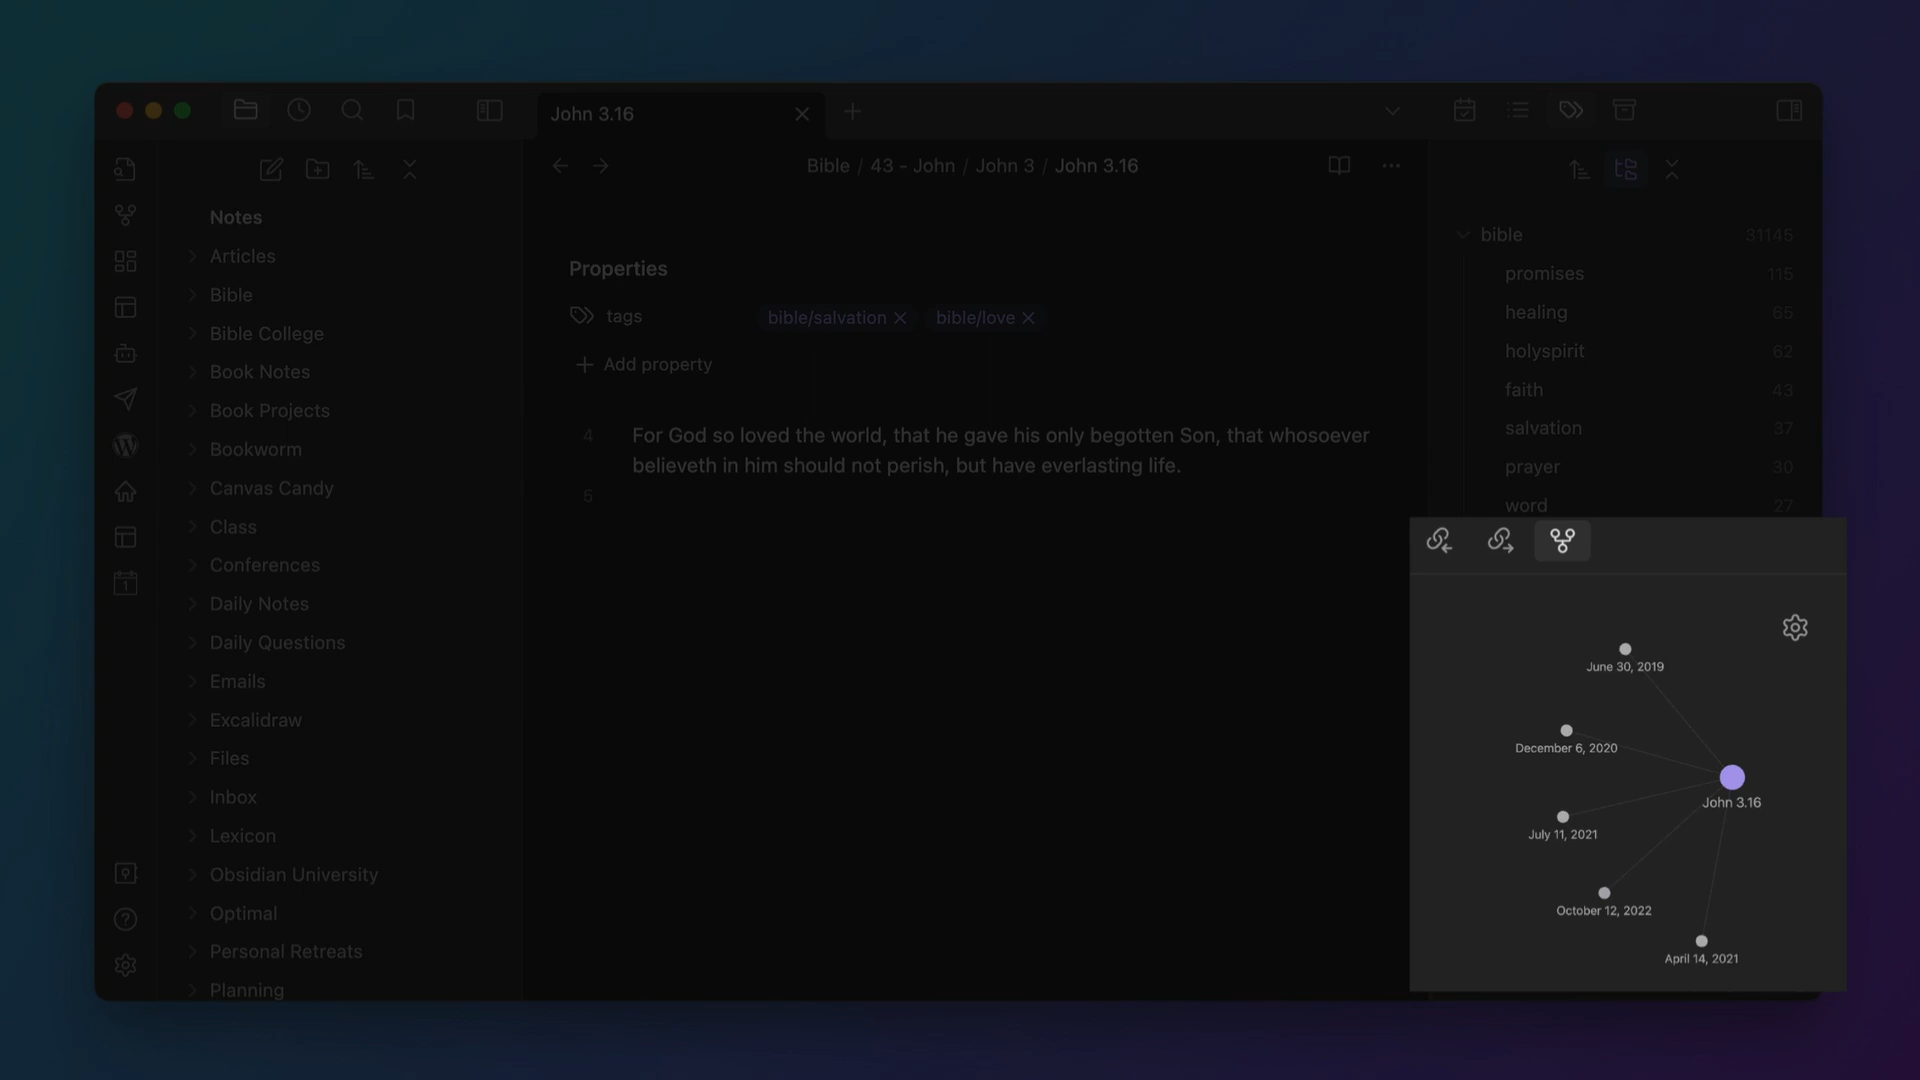 John 3.16
Bible / 43 - John / John 3 / John 3.16
Notes
Articles
Bible
Bible College
Book Notes
Book Projects
Bookworm
Canvas Candy
Class
Conferences
Daily Notes
Daily Questions
Emails
Excalidraw
Files
Inbox
Lexicon
Obsidian University
Optimal
Personal Retreats
Planning
Properties
tags bible/salvation bible/love
Add property
4 For God so loved the world, that he gave his only begotten Son, that whosoever
believeth in him should not perish, but have everlasting life.
5
bible 31145
promises 115
healing 65
holyspirit 62
faith 43
salvation 37
prayer 30
word 27
June 30, 2019
December 6, 2020
John 3.16
July 11, 2021
October 12, 2022
April 14, 2021
1